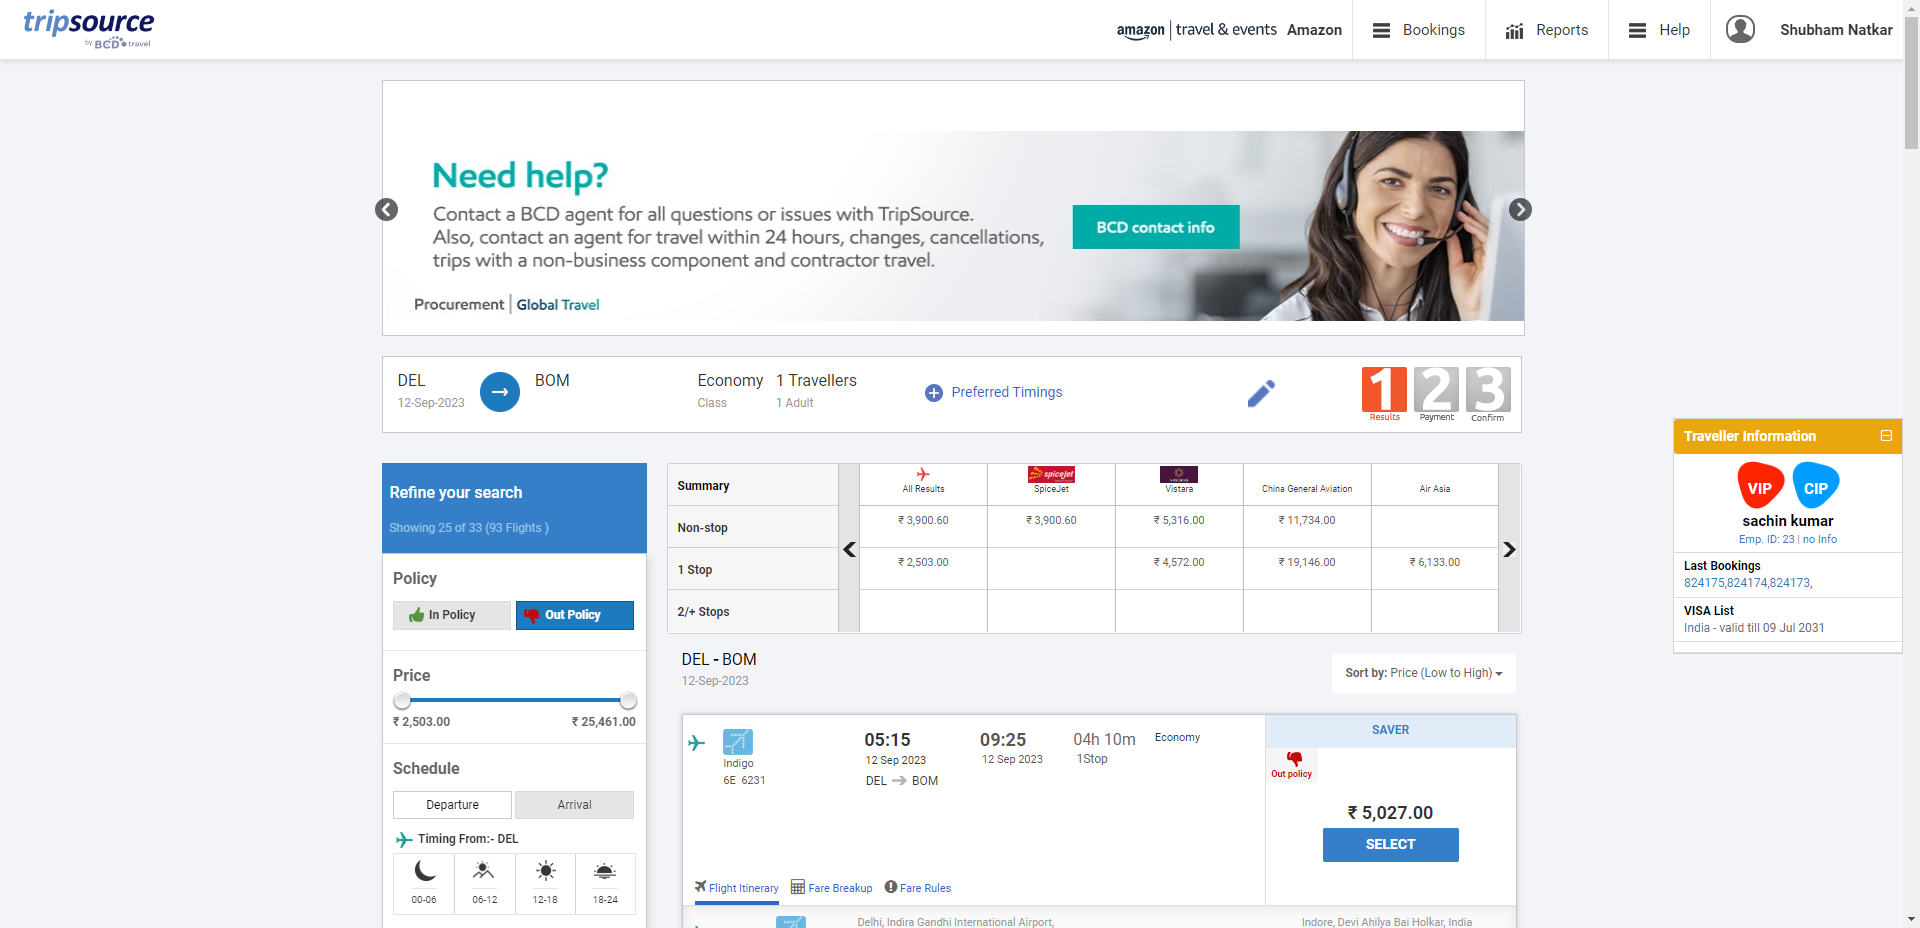 tripsource
by BCD travel
amazon | travel & events Amazon
Bookings
Reports
Help
Shubham Natkar
Need help?
Contact a BCD agent for all questions or issues with TripSource.
Also, contact an agent for travel within 24 hours, changes, cancellations,
trips with a non-business component and contractor travel.
BCD contact info
Procurement | Global Travel
DEL
12-Sep-2023
BOM
Economy
Class
1 Travellers
1 Adult
Preferred Timings
1 2 3
Results Payment Confirm
Traveller Information
VIP CIP
sachin kumar
Emp. ID: 23 | no Info
Last Bookings
824175,824174,824173,
VISA List
India - valid till 09 Jul 2031
Refine your search
Showing 25 of 33 (93 Flights )
Policy
In Policy Out Policy
Price
₹ 2,503.00 ₹ 25,461.00
Schedule
Departure Arrival
Timing From:- DEL
00-06 06-12 12-18 18-24
Summary All Results spicejet SpiceJet Vistara China General Aviation Air Asia
Non-stop ₹ 3,900.60 ₹ 3,900.60 ₹ 5,316.00 ₹ 11,734.00
1 Stop ₹ 2,503.00 ₹ 4,572.00 ₹ 19,146.00 ₹ 6,133.00
2/+ Stops
DEL - BOM
12-Sep-2023
Sort by: Price (Low to High)
Indigo
6E 6231
05:15
12 Sep 2023
DEL BOM
09:25
12 Sep 2023
04h 10m
1Stop
Economy
SAVER
Out policy
₹ 5,027.00
SELECT
Flight Itinerary Fare Breakup Fare Rules
Delhi, Indira Gandhi International Airport,
Indore, Devi Ahilya Bai Holkar, India